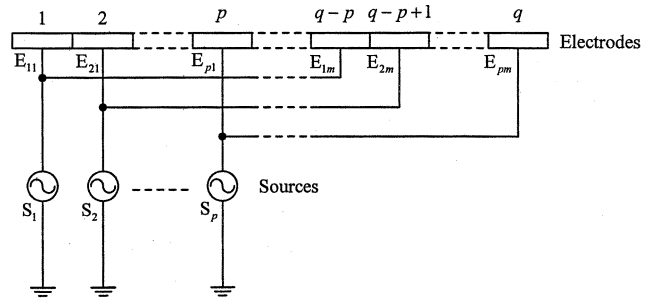 1 2 p q − p q − p + 1 q
Electrodes
E₁₁ E₂₁ Eₚ₁ E₁ₘ E₂ₘ Eₚₘ
Sources
S₁ S₂ Sₚ